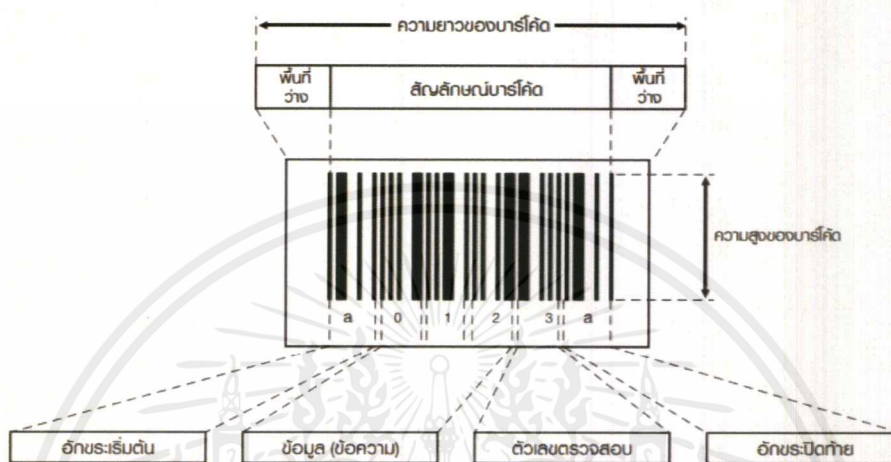 ความยาวของบาร์โค้ด
พื้นที่
ว่าง
สัญลักษณ์บาร์โค้ด
พื้นที่
ว่าง
ความสูงของบาร์โค้ด
a 0 1 2 3 a
อักขระเริ่มต้น
ข้อมูล (ข้อความ)
ตัวเลขตรวจสอบ
อักขระปิดท้าย